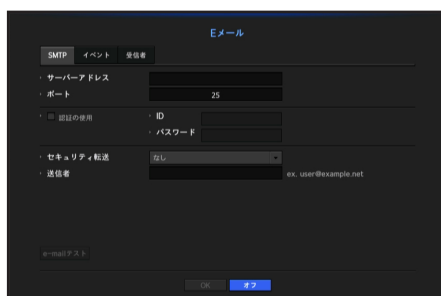 Eメール
SMTP イベント 受信者
サーバーアドレス
ポート 25
認証の使用 ID
パスワード
セキュリティ転送 なし
送信者 ex, user@example.net
e-mailテスト
OK オフ